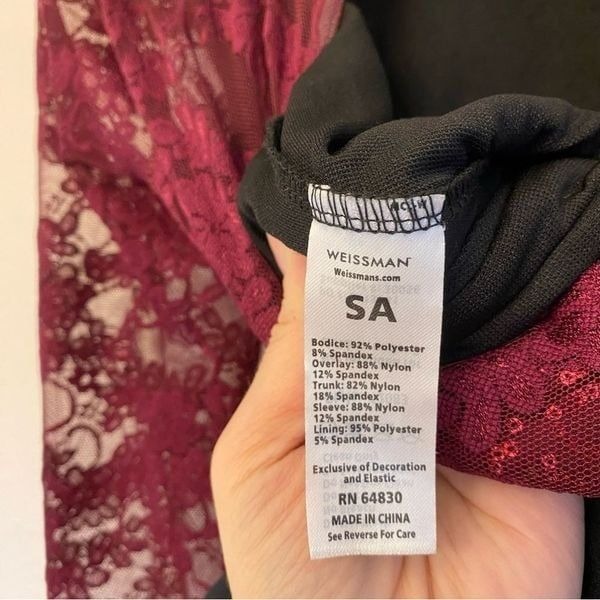 WEISSMAN
Weissmans.com
SA
Bodice: 92% Polyester
8% Spandex
Overlay: 88% Nylon
12% Spandex
Trunk: 82% Nylon
18% Spandex
Sleeve: 88% Nylon
12% Spandex
Lining: 95% Polyester
5% Spandex
Exclusive of Decoration
and Elastic
RN 64830
MADE IN CHINA
See Reverse For Care